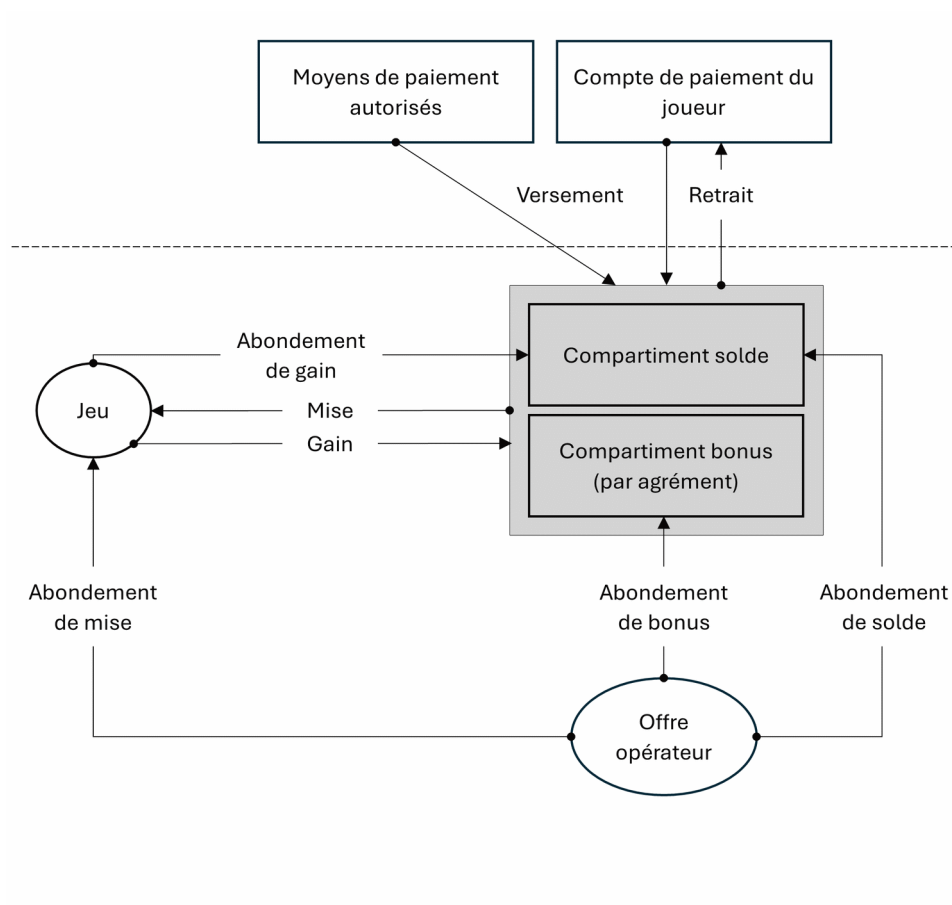 Moyens de paiement
autorisés
Compte de paiement du
joueur
Versement
Retrait
Abondement
de gain
Compartiment solde
Jeu
Mise
Gain
Compartiment bonus
(par agrément)
Abondement
de mise
Abondement
de bonus
Abondement
de solde
Offre
opérateur